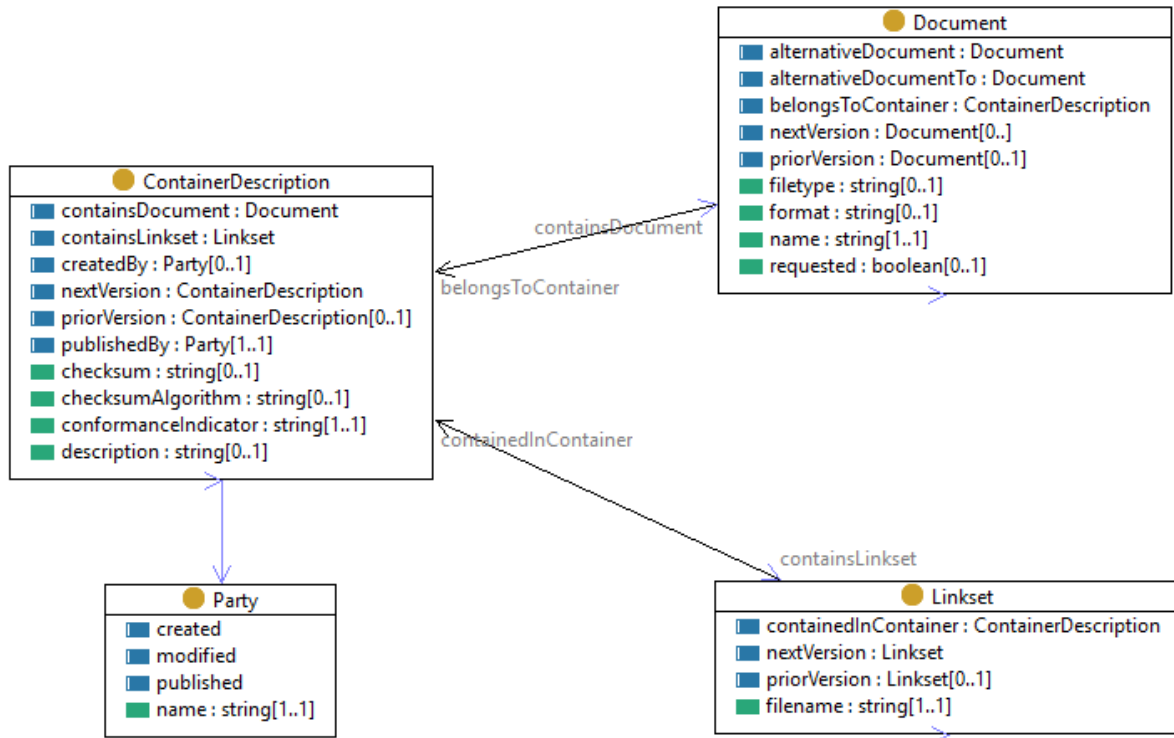 Document
alternativeDocument : Document
alternativeDocumentTo : Document
belongsToContainer : ContainerDescription
nextVersion : Document[0..]
priorVersion : Document[0..1]
filetype : string[0..1]
format : string[0..1]
name : string[1..1]
requested : boolean[0..1]
ContainerDescription
containsDocument : Document
containsLinkset : Linkset
createdBy : Party[0..1]
nextVersion : ContainerDescription
priorVersion : ContainerDescription[0..1]
publishedBy : Party[1..1]
checksum : string[0..1]
checksumAlgorithm : string[0..1]
conformanceIndicator : string[1..1]
description : string[0..1]
containsDocument
belongsToContainer
containedInContainer
containsLinkset
Party
created
modified
published
name : string[1..1]
Linkset
containedInContainer : ContainerDescription
nextVersion : Linkset
priorVersion : Linkset[0..1]
filename : string[1..1]